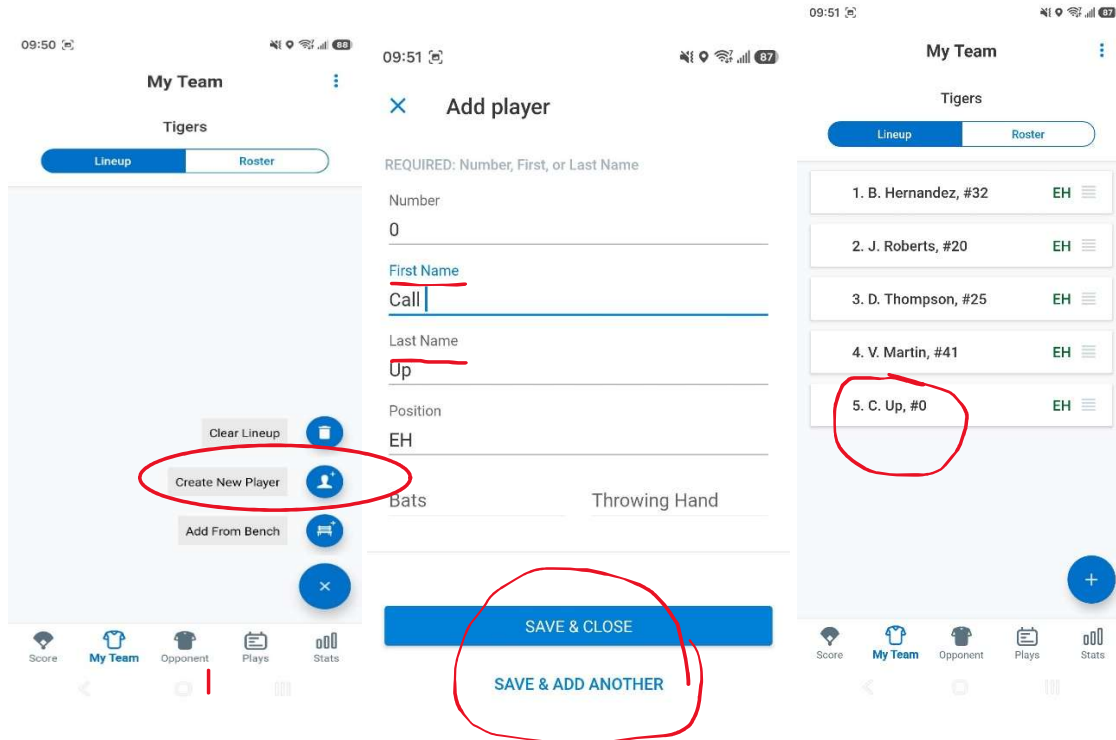 09:50
88
My Team
Tigers
Lineup
Roster
Clear Lineup
Create New Player
Add From Bench
Score
My Team
Opponent
Plays
Stats
09:51
87
Add player
REQUIRED: Number, First, or Last Name
Number
0
First Name
Call
Last Name
Up
Position
EH
Bats
Throwing Hand
SAVE & CLOSE
SAVE & ADD ANOTHER
09:51
87
My Team
Tigers
Lineup
Roster
1. B. Hernandez, #32 EH
2. J. Roberts, #20 EH
3. D. Thompson, #25 EH
4. V. Martin, #41 EH
5. C. Up, #0 EH
Score
My Team
Opponent
Plays
Stats